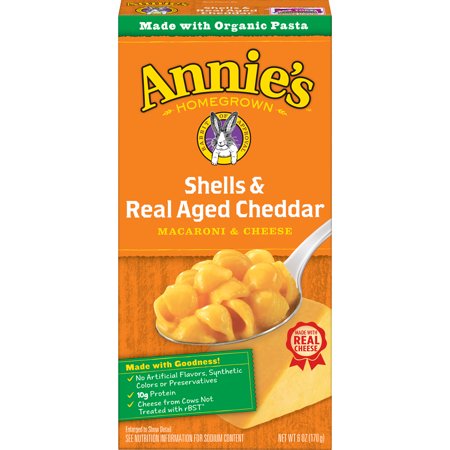 Made with Organic Pasta
Annie's
HOMEGROWN
RABBIT OF APPROVAL
Shells &
Real Aged Cheddar
MACARONI & CHEESE
MADE WITH
REAL
CHEESE
Made with Goodness!
✓ No Artificial Flavors, Synthetic
Colors or Preservatives
✓ 10g Protein
✓ Cheese from Cows Not
Treated with rBST*
Enlarged to Show Detail
SEE NUTRITION INFORMATION FOR SODIUM CONTENT
NET WT 6 OZ (170g)